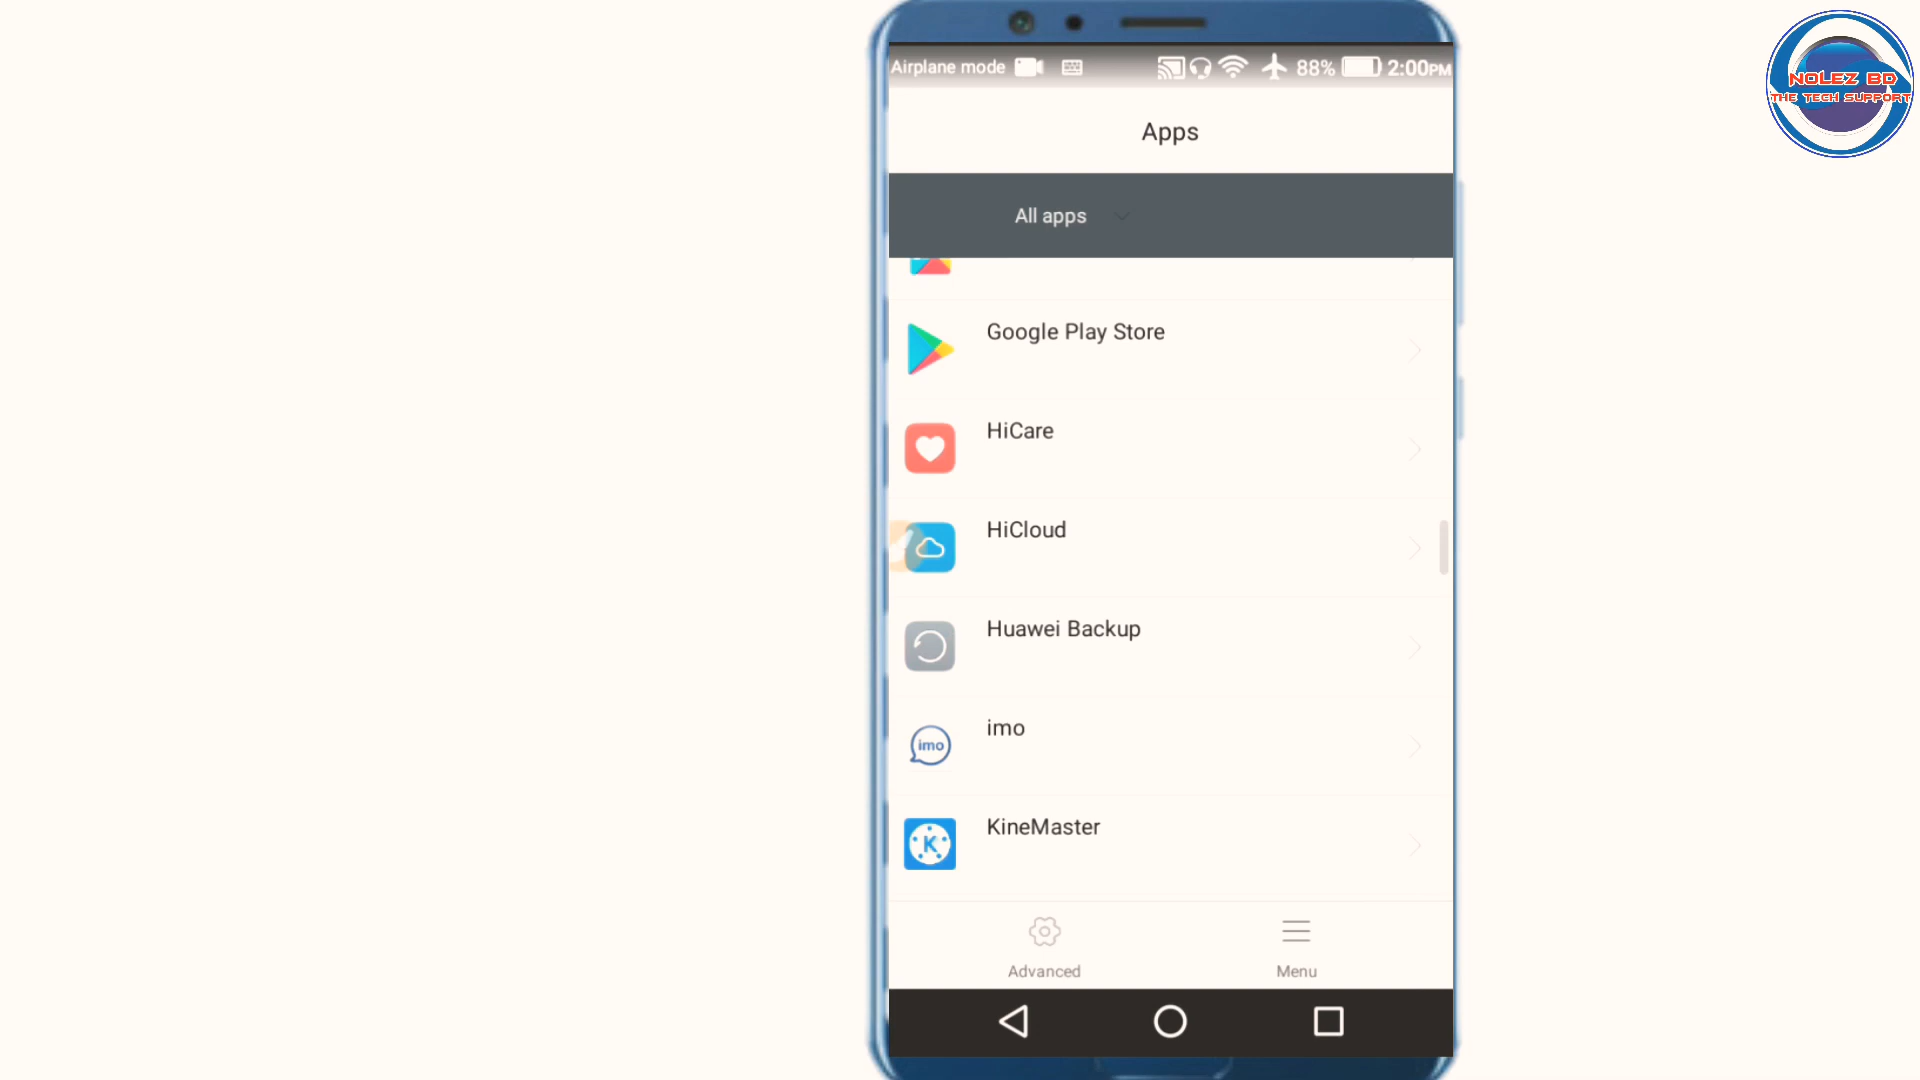 Airplane mode 88% 2:00PM
NOLEZ BD
THE TECH SUPPORT
Apps
All apps
Google Play Store
HiCare
HiCloud
Huawei Backup
imo
imo
KineMaster
K
Advanced
Menu